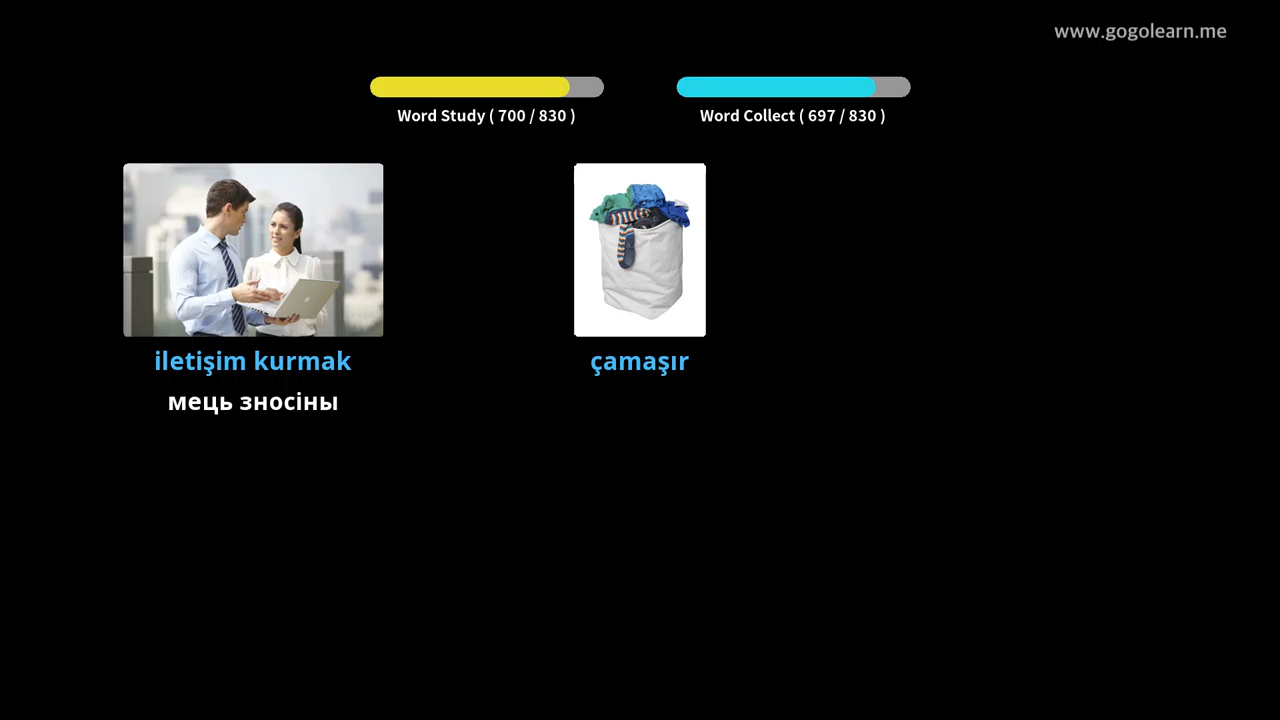 www.gogolearn.me
Word Study ( 700 / 830 )
Word Collect ( 697 / 830 )
iletişim kurmak
çamaşır
мець зносіны